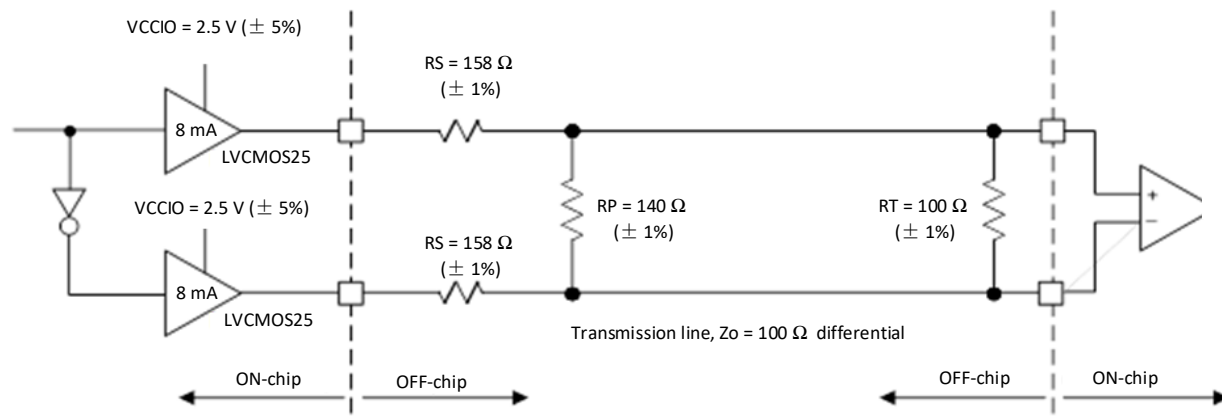 VCCIO = 2.5 V (± 5%)
RS = 158 Ω
(± 1%)
8 mA
LVCMOS25
VCCIO = 2.5 V (± 5%)
RP = 140 Ω
(± 1%)
RT = 100 Ω
(± 1%)
+
−
RS = 158 Ω
(± 1%)
8 mA
LVCMOS25
Transmission line, Zo = 100 Ω differential
ON-chip
OFF-chip
OFF-chip
ON-chip